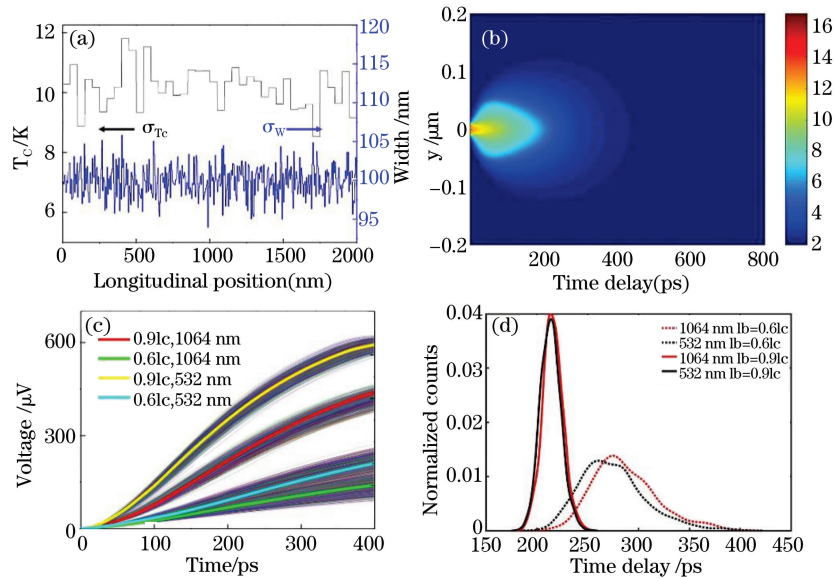 (a)
12
10
8
6
T_C/K
σ_Tc
σ_W
120
115
110
105
100
95
Width/nm
0
500
1000
1500
2000
Longitudinal position(nm)
(b)
0.2
0.1
0
-0.1
-0.2
y /μm
0
200
400
600
800
Time delay(ps)
16
14
12
10
8
6
4
2
(c)
0.9lc,1064 nm
0.6lc,1064 nm
0.9lc,532 nm
0.6lc,532 nm
600
300
0
Voltage /μV
100
200
300
400
Time/ps
(d)
1064 nm lb=0.6lc
532 nm lb=0.6lc
1064 nm lb=0.9lc
532 nm lb=0.9lc
0.04
0.03
0.02
0.01
0
Normalized counts
150
200
250
300
350
400
450
Time delay /ps